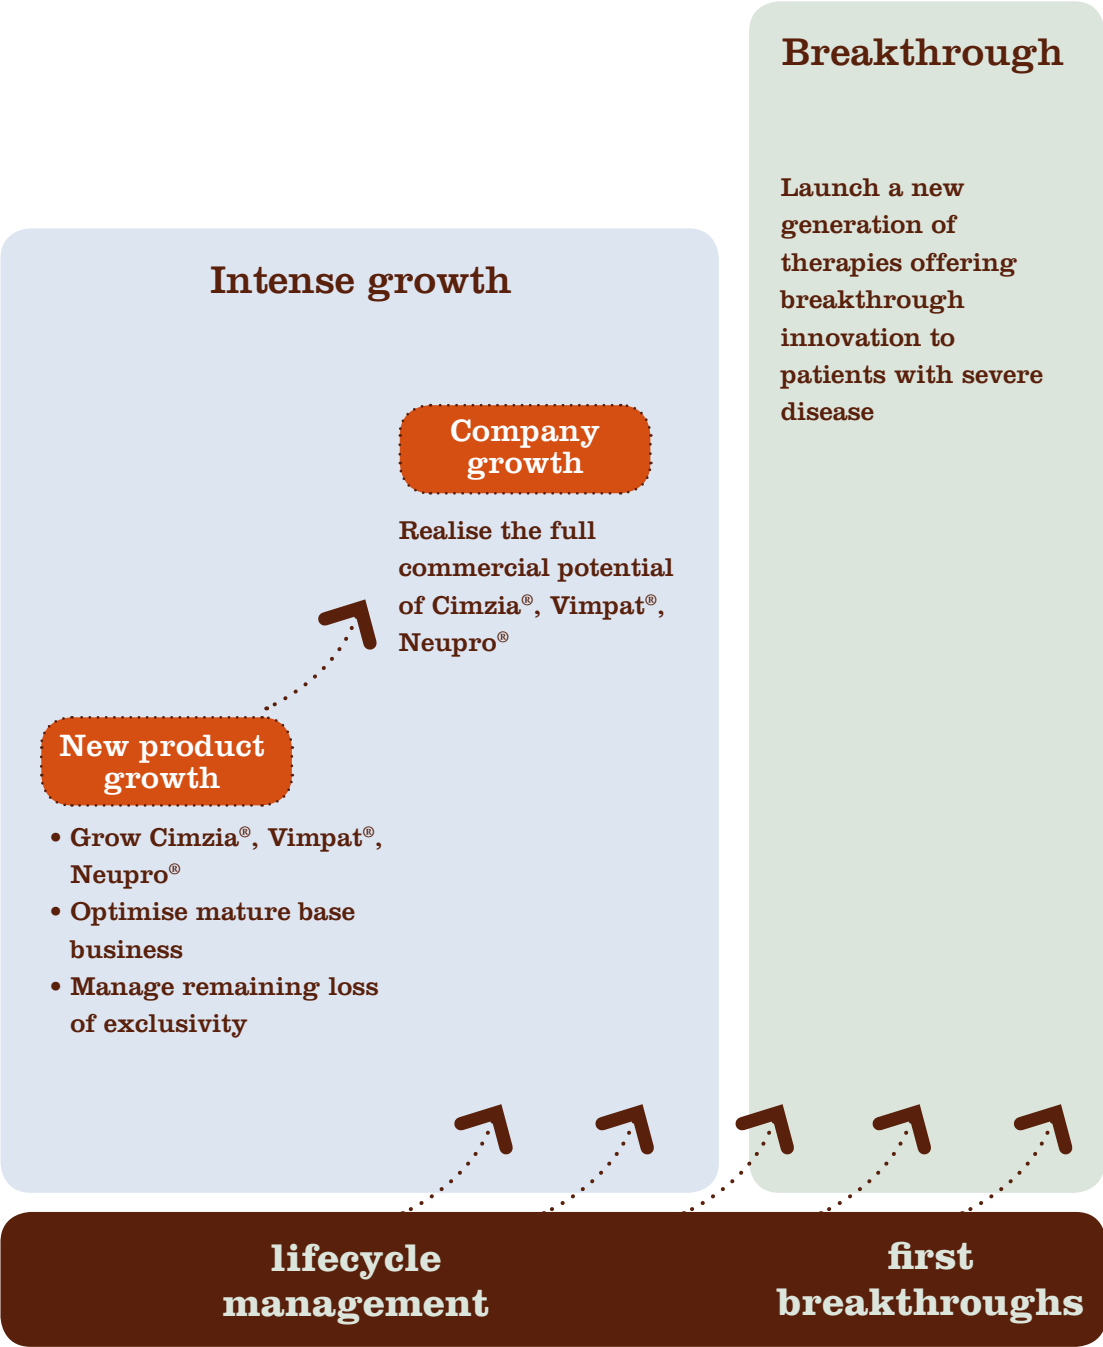 Breakthrough
Launch a new
generation of
therapies offering
breakthrough
innovation to
patients with severe
disease
Intense growth
Company
growth
Realise the full
commercial potential
of Cimzia®, Vimpat®,
Neupro®
New product
growth
• Grow Cimzia®, Vimpat®,
Neupro®
• Optimise mature base
business
• Manage remaining loss
of exclusivity
lifecycle
management
first
breakthroughs